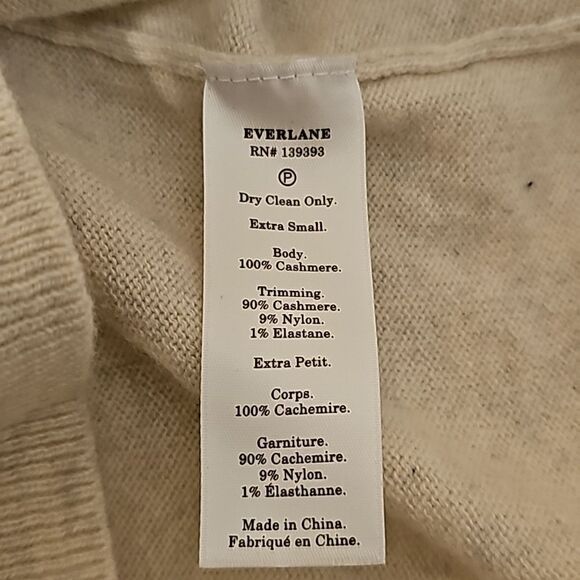 EVERLANE
RN# 139393
P
Dry Clean Only.
Extra Small.
Body.
100% Cashmere.
Trimming.
90% Cashmere.
9% Nylon.
1% Elastane.
Extra Petit.
Corps.
100% Cachemire.
Garniture.
90% Cachemire.
9% Nylon.
1% Élasthanne.
Made in China.
Fabriqué en Chine.